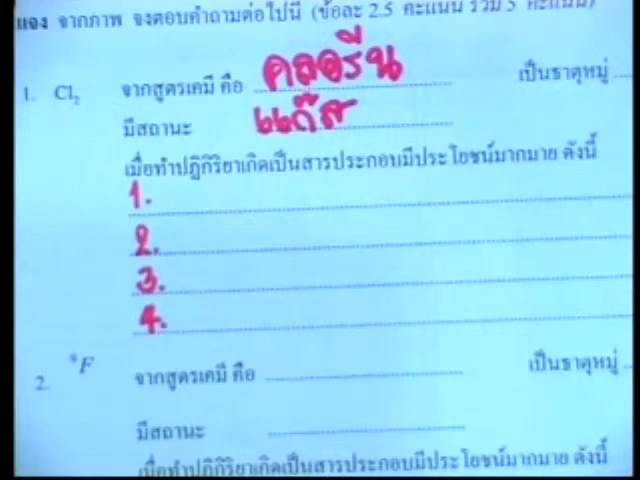 แจง จากภาพ จงตอบคำถามต่อไปนี้ (ข้อละ 2.5 คะแนน รวม 5 คะแนน)
1. Cl₂ จากสูตรเคมี คือ คลอรีน เป็นธาตุหมู่
มีสถานะ แก๊ส
เมื่อทำปฏิกิริยาเกิดเป็นสารประกอบมีประโยชน์มากมาย ดังนี้
1.
2.
3.
4.
2. F จากสูตรเคมี คือ เป็นธาตุหมู่
มีสถานะ
เมื่อทำปฏิกิริยาเกิดเป็นสารประกอบมีประโยชน์มากมาย ดังนี้